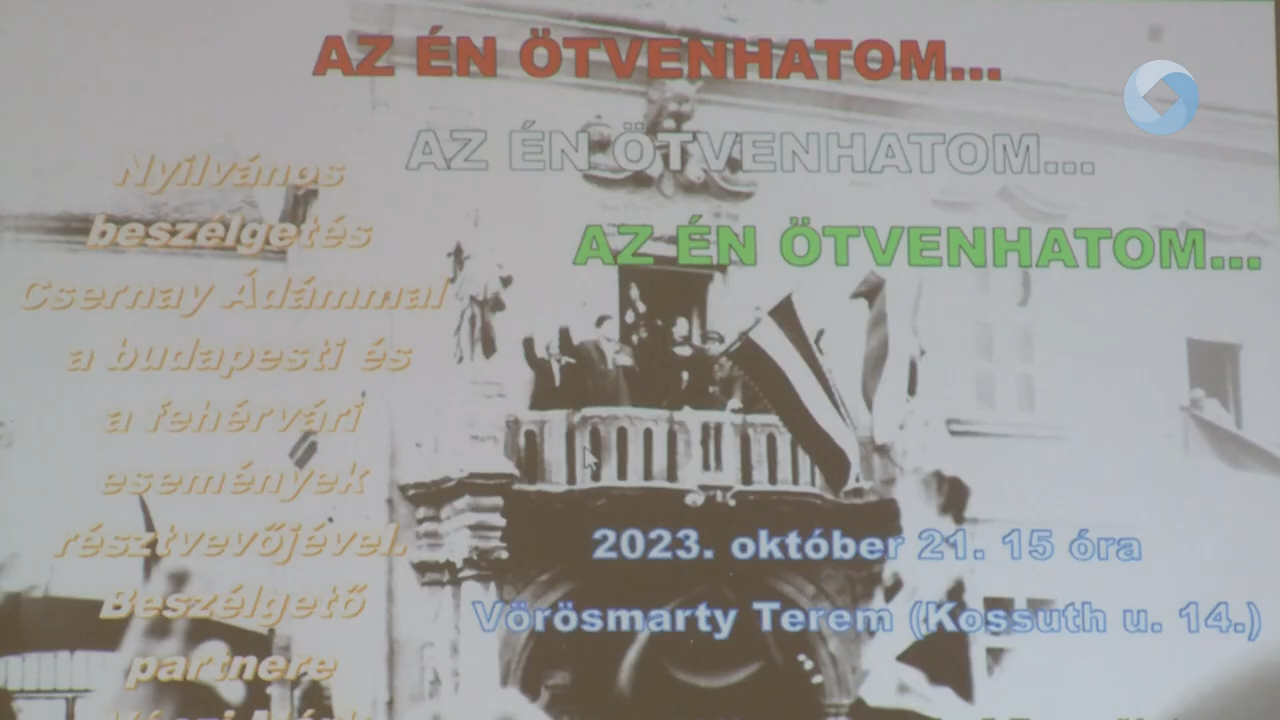 AZ ÉN ÖTVENHATOM...
AZ ÉN ÖTVENHATOM...
AZ ÉN ÖTVENHATOM...
Nyilvános
beszélgetés
Csernay Ádámmal
a budapesti és
a fehérvári
események
résztvevőjével.
Beszélgető
partnere
2023. október 21. 15 óra
Vörösmarty Terem (Kossuth u. 14.)